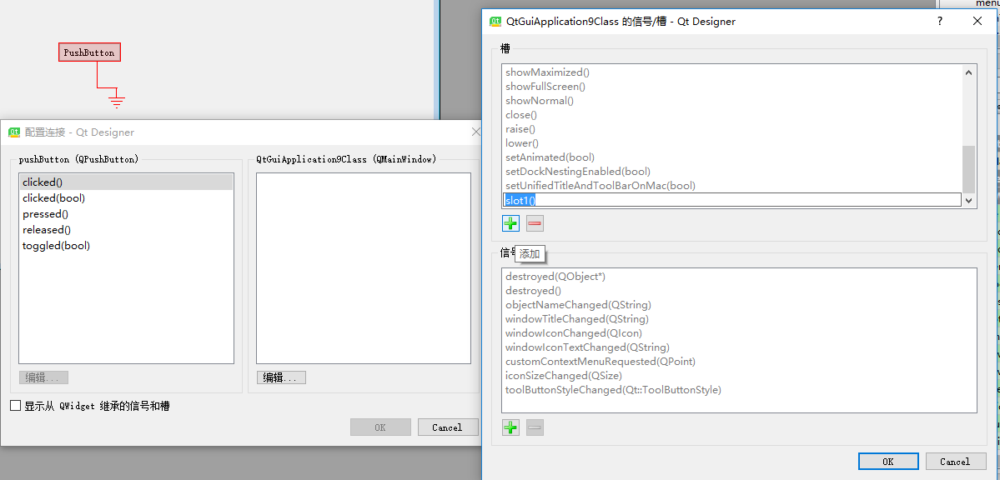 menu
PushButton
配置连接 - Qt Designer
pushButton (QPushButton)
clicked()
clicked(bool)
pressed()
released()
toggled(bool)
编辑...
QtGuiApplication9Class (QMainWindow)
编辑...
显示从 QWidget 继承的信号和槽
OK
Cancel
QtGuiApplication9Class 的信号/槽 - Qt Designer
?
槽
showMaximized()
showFullScreen()
showNormal()
close()
raise()
lower()
setAnimated(bool)
setDockNestingEnabled(bool)
setUnifiedTitleAndToolBarOnMac(bool)
slot1()
信号
添加
destroyed(QObject*)
destroyed()
objectNameChanged(QString)
windowTitleChanged(QString)
windowIconChanged(QIcon)
windowIconTextChanged(QString)
customContextMenuRequested(QPoint)
iconSizeChanged(QSize)
toolButtonStyleChanged(Qt::ToolButtonStyle)
OK
Cancel